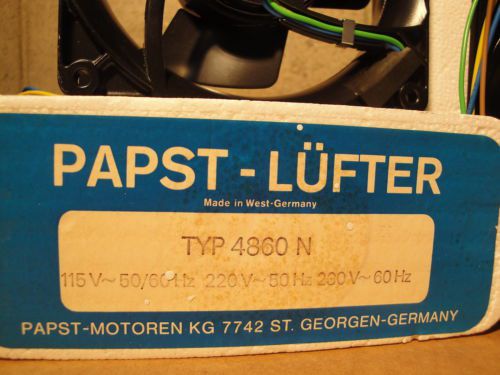 PAPST - LÜFTER
Made in West-Germany
TYP 4860 N
115 V~ 50/60 Hz 220 V~ 50 Hz 200 V~ 60 Hz
PAPST-MOTOREN KG 7742 ST. GEORGEN-GERMANY